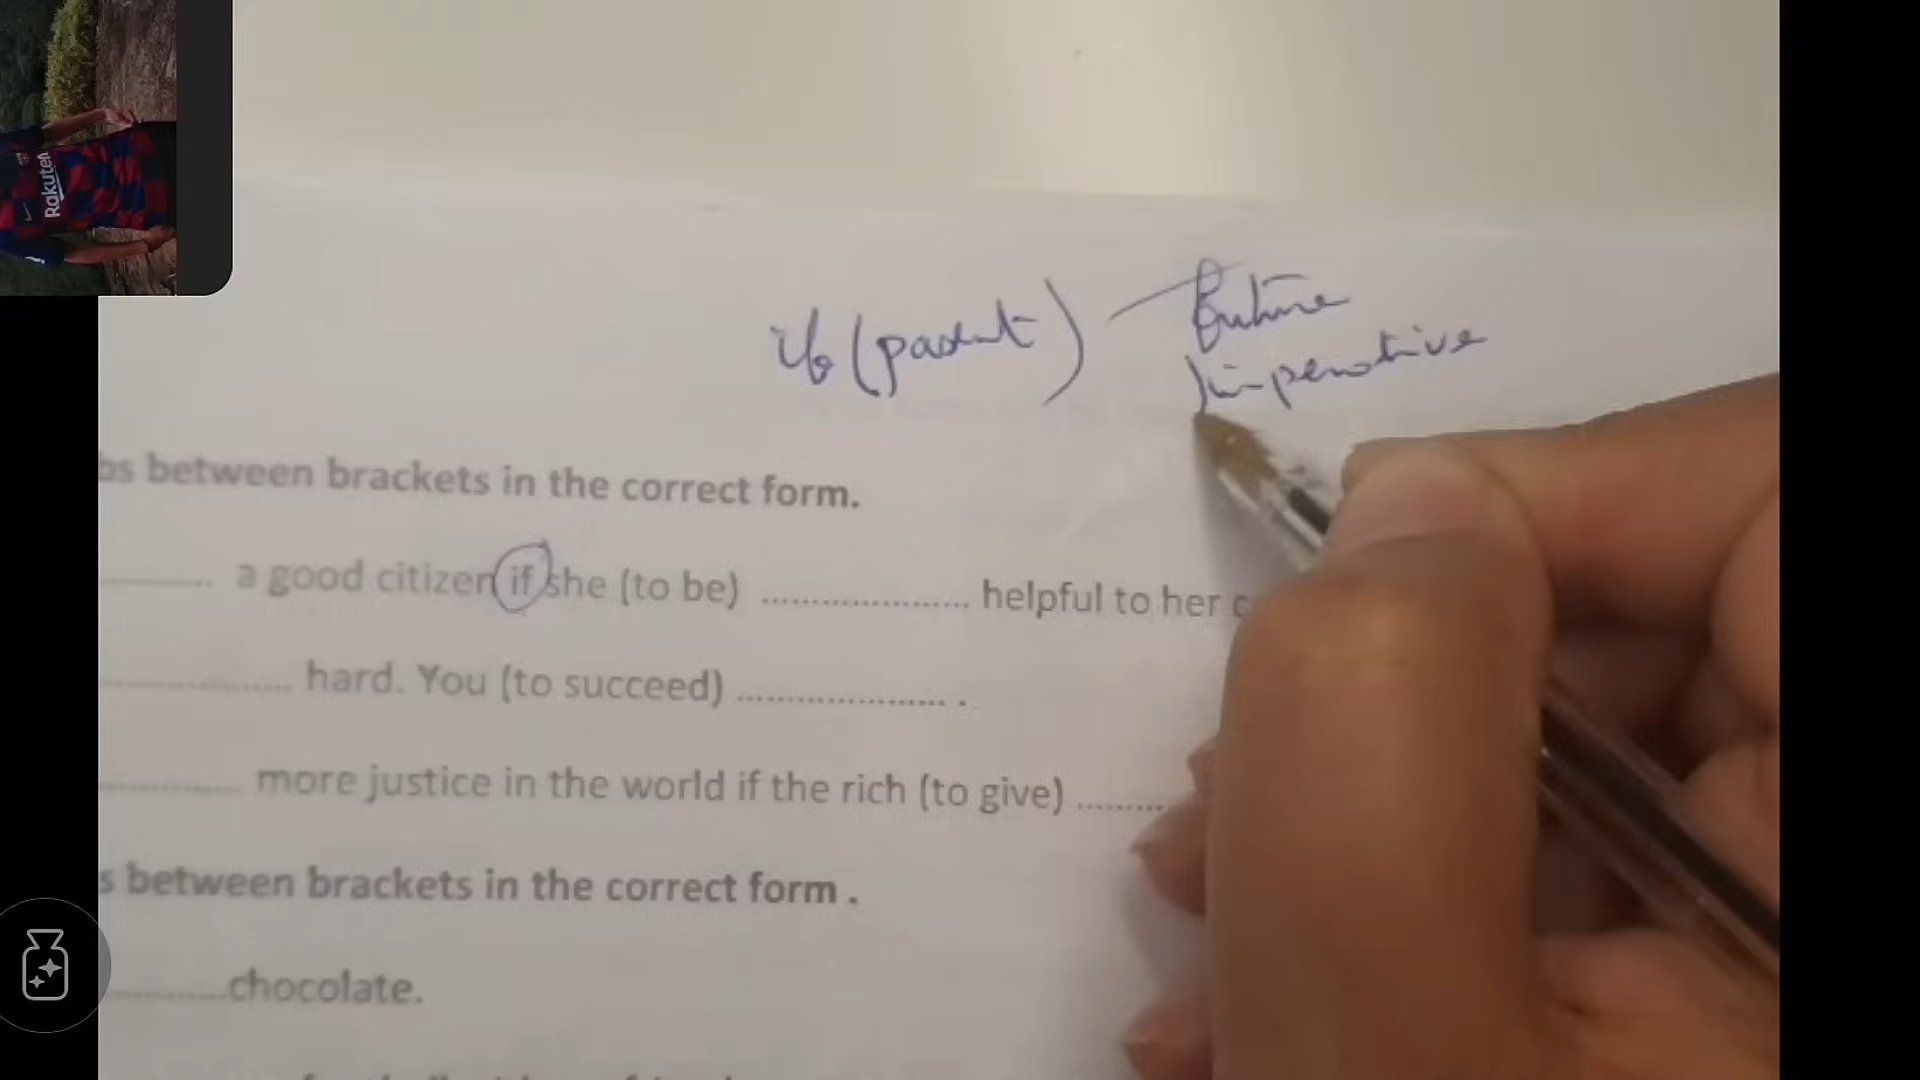 Rakuten
if (present) future
imperative
between brackets in the correct form.
............ a good citizen if she (to be) ..................... helpful to her
..................... hard. You (to succeed) ..................... .
............... more justice in the world if the rich (to give) .........
s between brackets in the correct form .
...............chocolate.